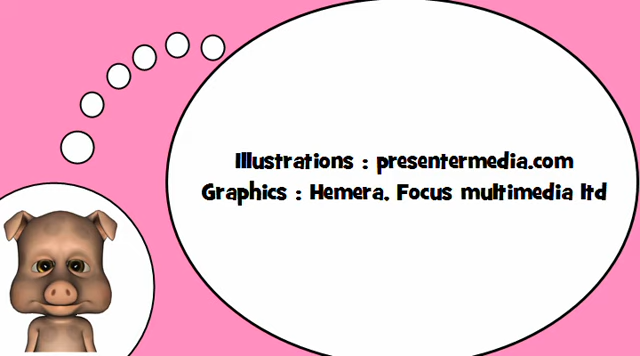 Illustrations : presentermedia.com
Graphics : Hemera, Focus multimedia ltd